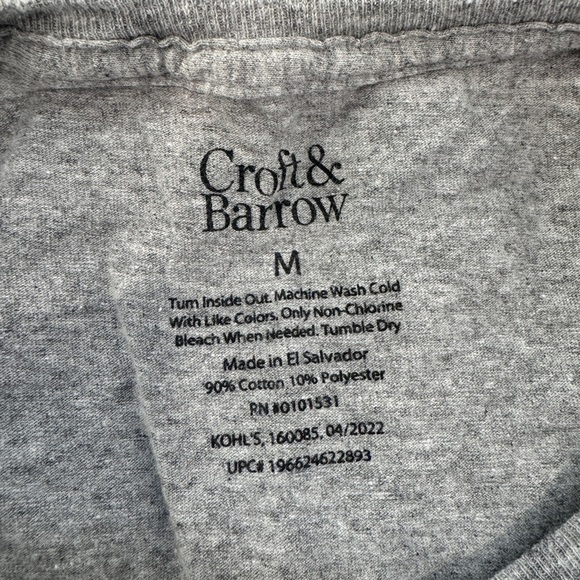 Croft&
Barrow
M
Turn Inside Out. Machine Wash Cold
With Like Colors. Only Non-Chlorine
Bleach When Needed. Tumble Dry
Made in El Salvador
90% Cotton 10% Polyester
RN #0101531
KOHL'S, 160085, 04/2022
UPC# 196624622893